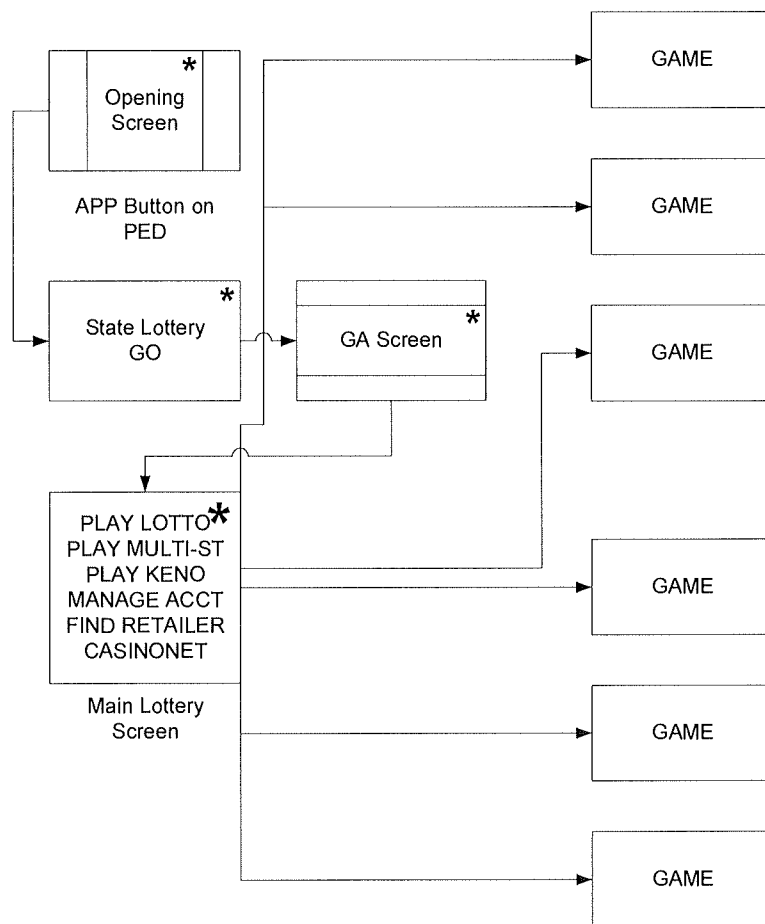 *
Opening
Screen
APP Button on
PED
*
State Lottery
GO
*
GA Screen
*
PLAY LOTTO
PLAY MULTI-ST
PLAY KENO
MANAGE ACCT
FIND RETAILER
CASINONET
Main Lottery
Screen
GAME
GAME
GAME
GAME
GAME
GAME